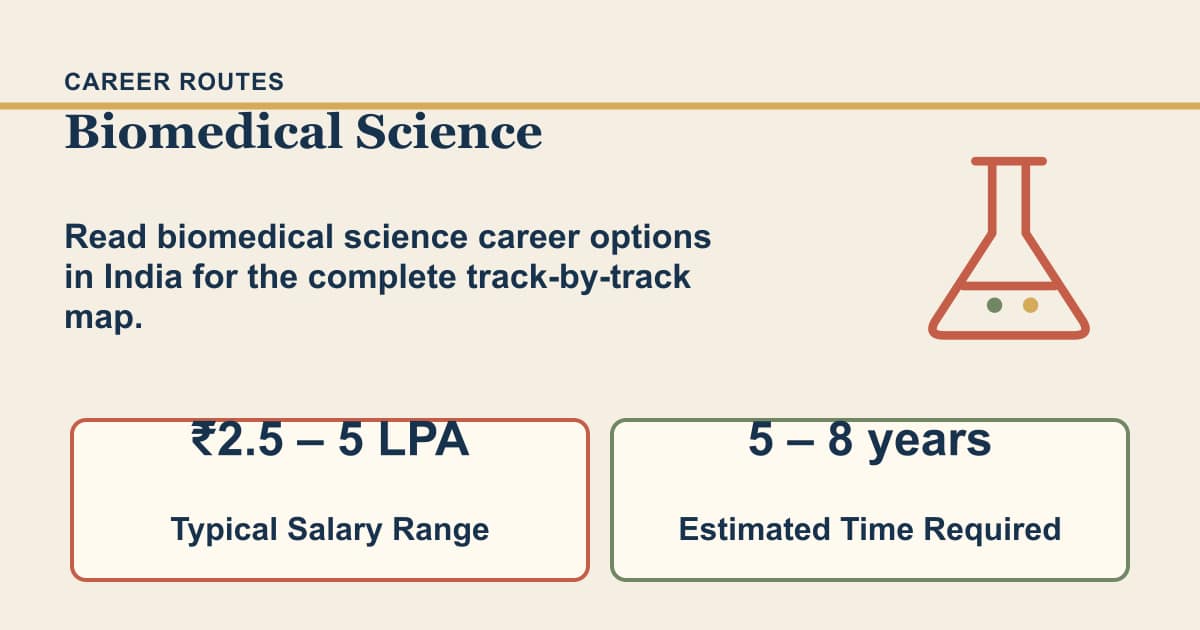 CAREER ROUTES
Biomedical Science
Read biomedical science career options
in India for the complete track-by-track
map.
₹2.5 – 5 LPA
Typical Salary Range
5 – 8 years
Estimated Time Required